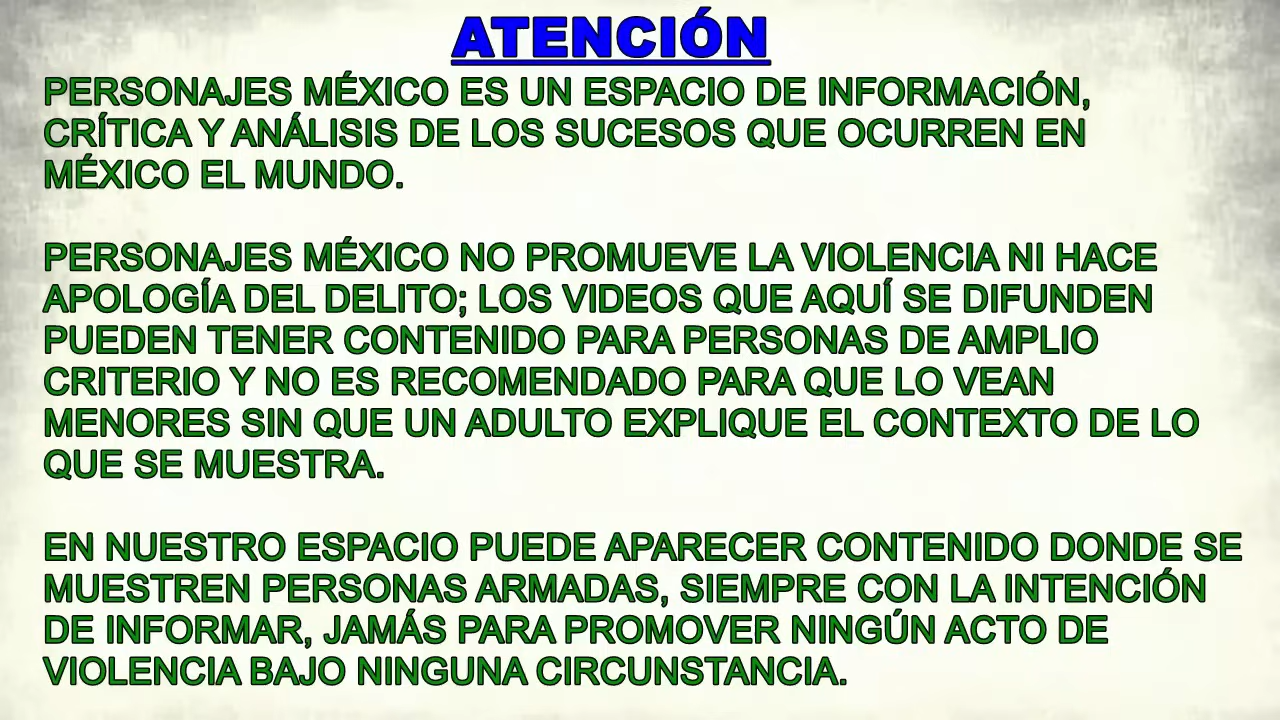 ATENCIÓN
PERSONAJES MÉXICO ES UN ESPACIO DE INFORMACIÓN,
CRÍTICA Y ANÁLISIS DE LOS SUCESOS QUE OCURREN EN
MÉXICO EL MUNDO.
PERSONAJES MÉXICO NO PROMUEVE LA VIOLENCIA NI HACE
APOLOGÍA DEL DELITO; LOS VIDEOS QUE AQUÍ SE DIFUNDEN
PUEDEN TENER CONTENIDO PARA PERSONAS DE AMPLIO
CRITERIO Y NO ES RECOMENDADO PARA QUE LO VEAN
MENORES SIN QUE UN ADULTO EXPLIQUE EL CONTEXTO DE LO
QUE SE MUESTRA.
EN NUESTRO ESPACIO PUEDE APARECER CONTENIDO DONDE SE
MUESTREN PERSONAS ARMADAS, SIEMPRE CON LA INTENCIÓN
DE INFORMAR, JAMÁS PARA PROMOVER NINGÚN ACTO DE
VIOLENCIA BAJO NINGUNA CIRCUNSTANCIA.